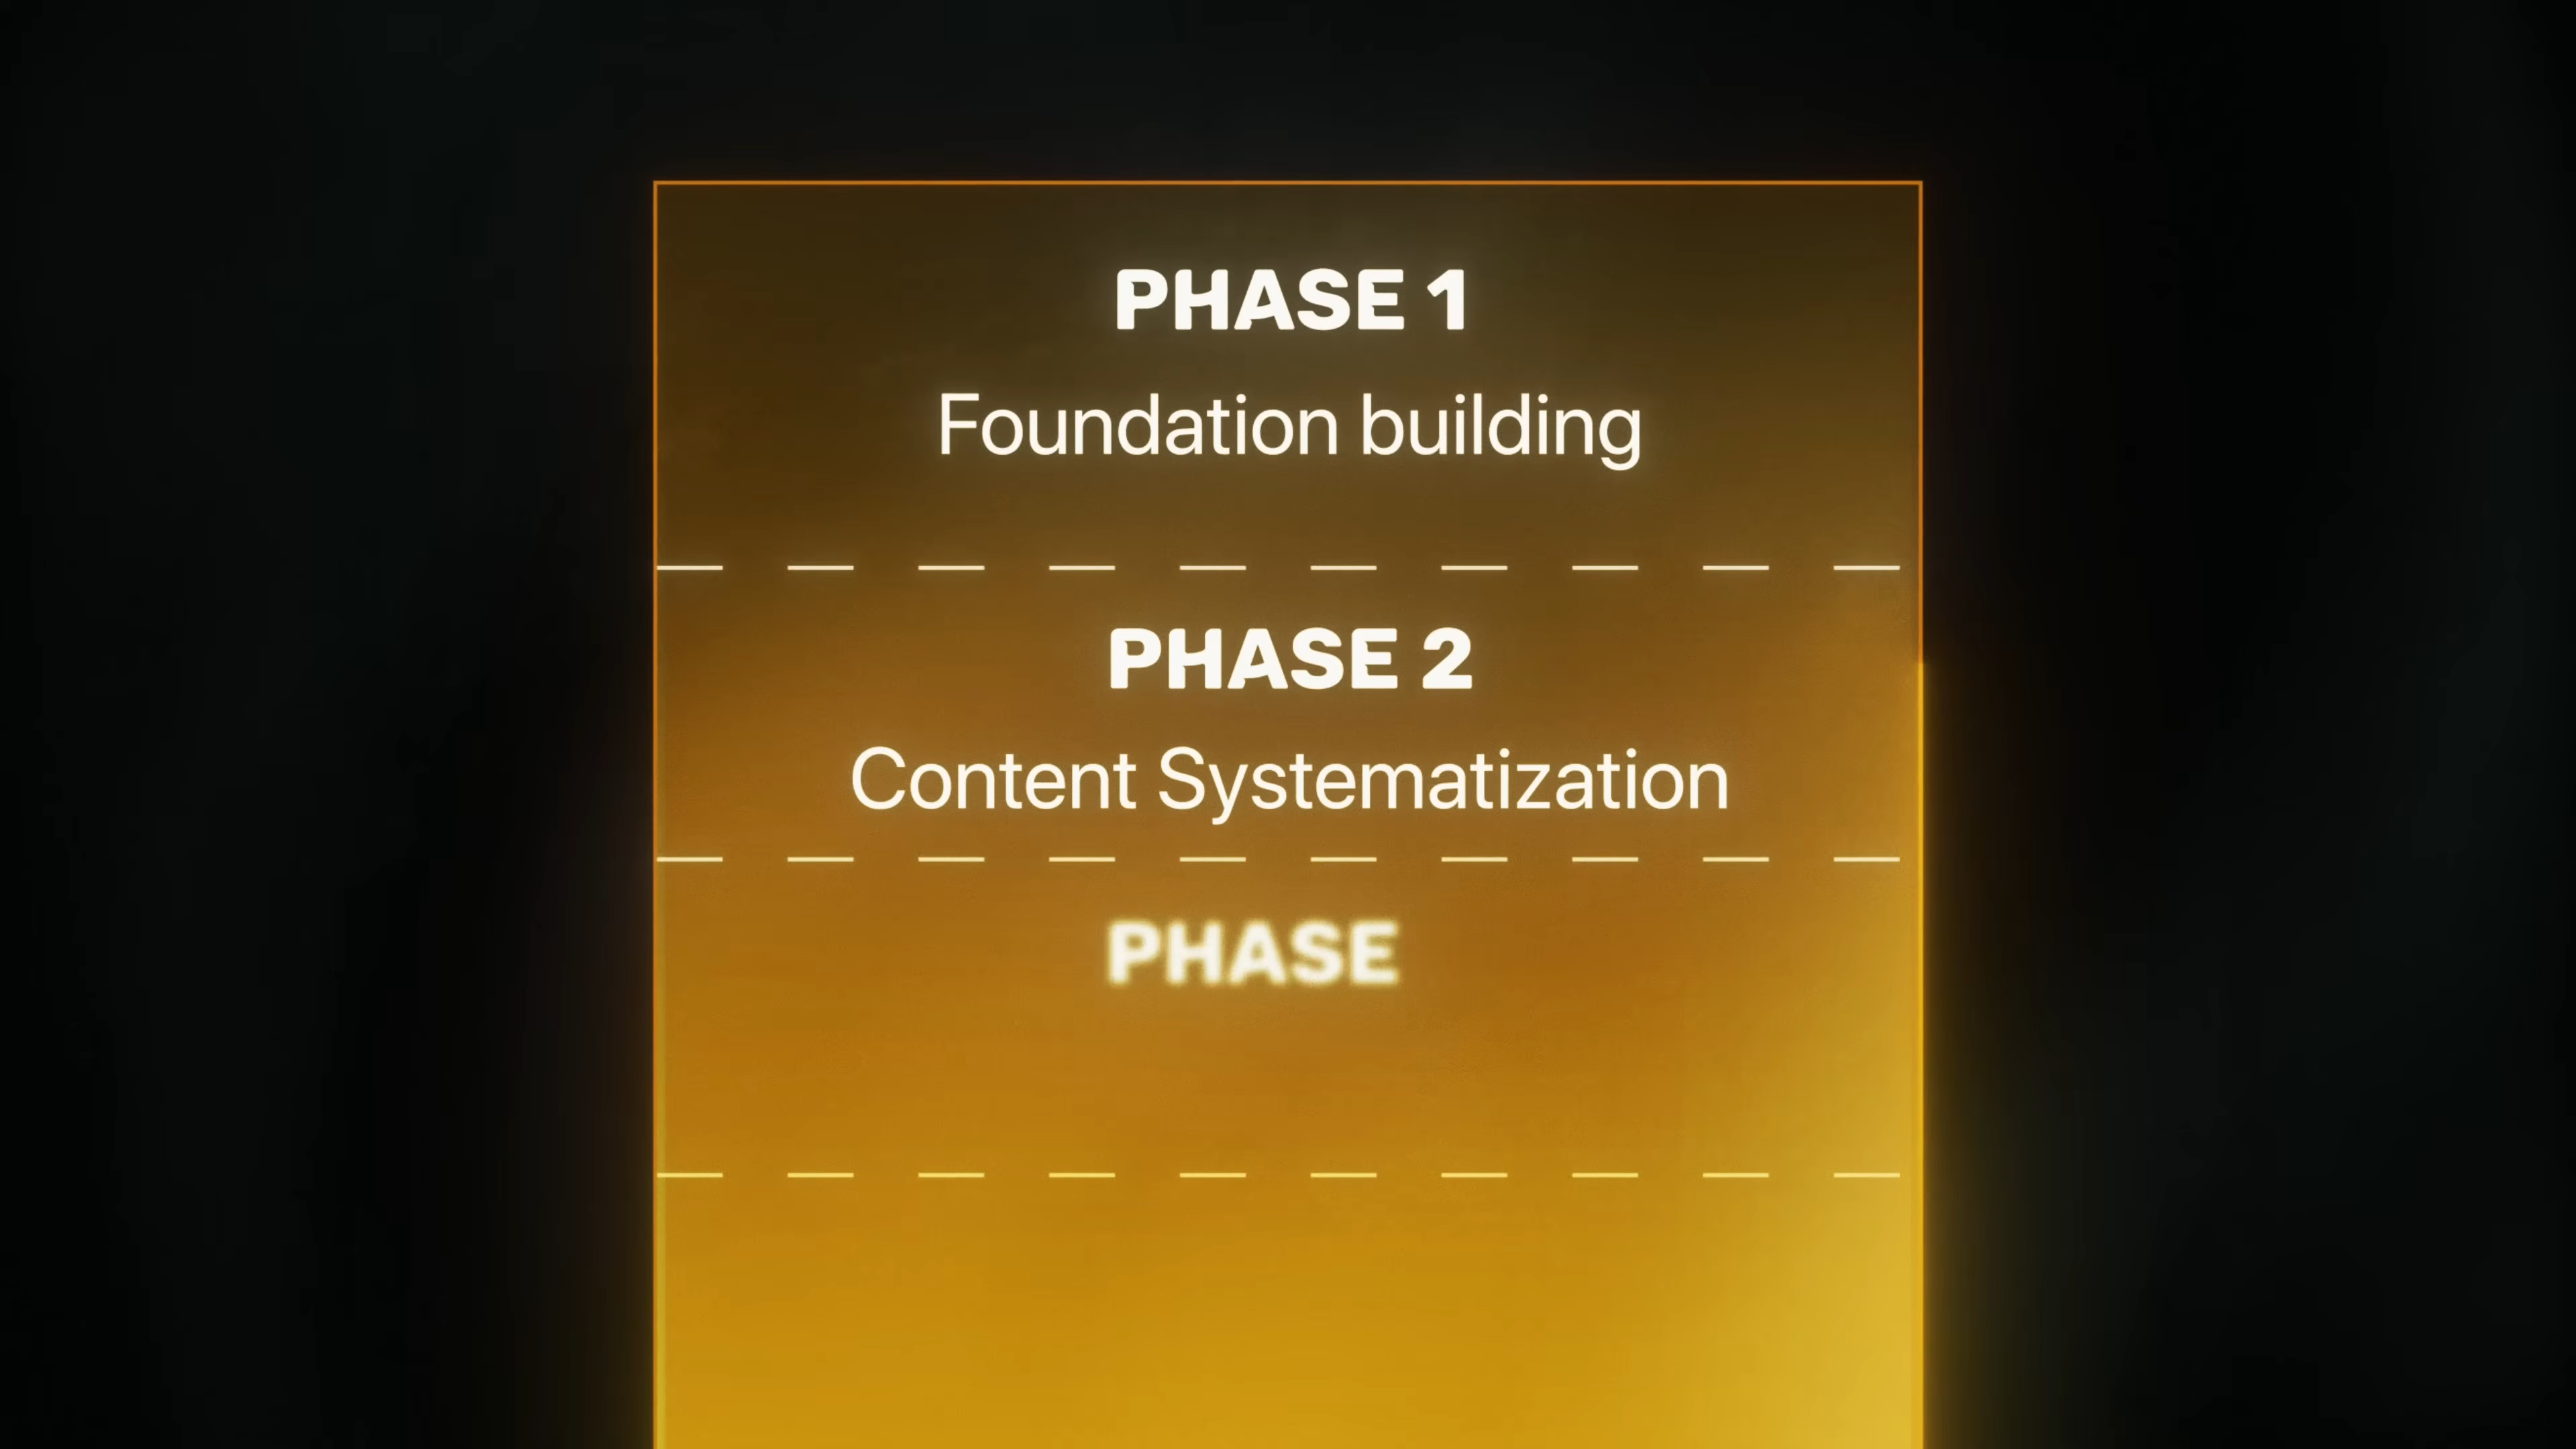 PHASE 1
Foundation building
PHASE 2
Content Systematization
PHASE